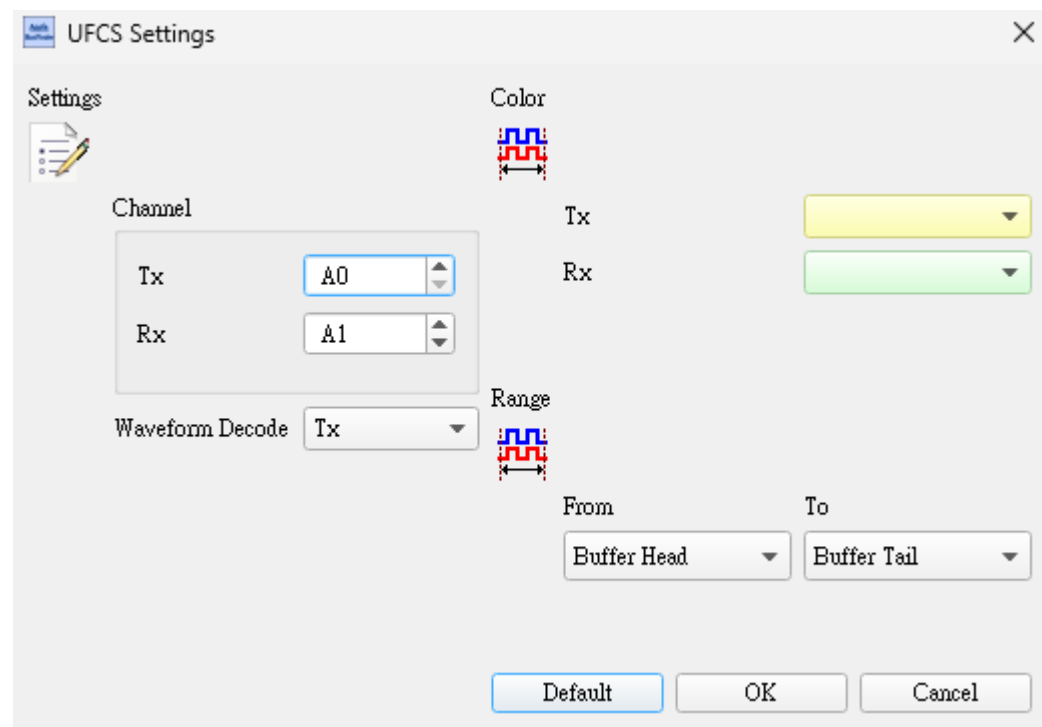 UFCS Settings
Settings
Channel
Tx A0
Rx A1
Waveform Decode Tx
Color
Tx
Rx
Range
From To
Buffer Head Buffer Tail
Default OK Cancel